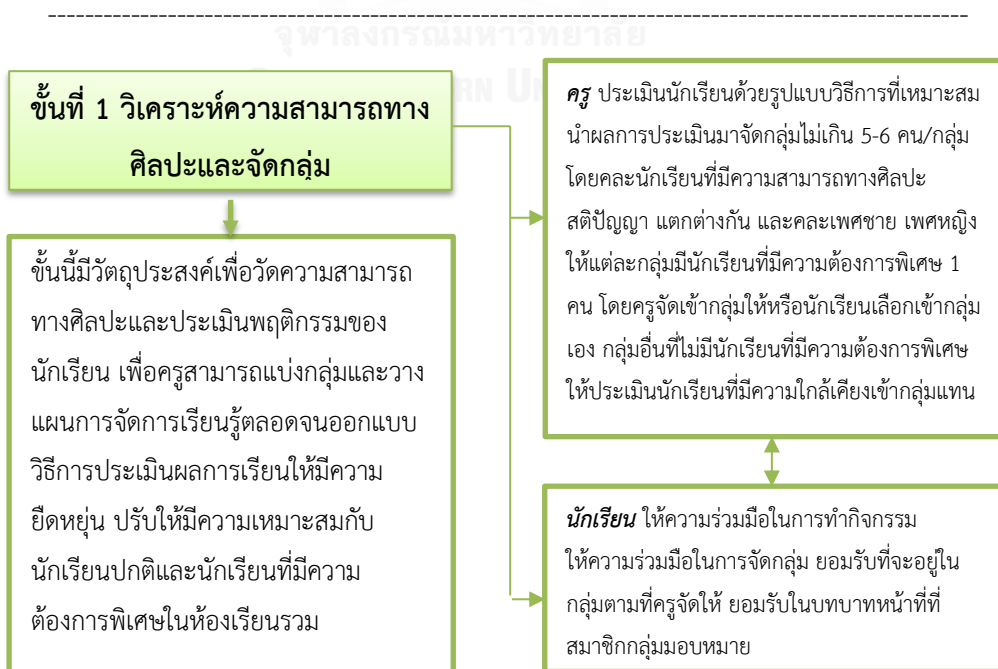 จุฬาลงกรณ์มหาวิทยาลัย
RN UN
ขั้นที่ 1 วิเคราะห์ความสามารถทาง
ศิลปะและจัดกลุ่ม
ขั้นนี้มีวัตถุประสงค์เพื่อวัดความสามารถ
ทางศิลปะและประเมินพฤติกรรมของ
นักเรียน เพื่อครูสามารถแบ่งกลุ่มและวาง
แผนการจัดการเรียนรู้ตลอดจนออกแบบ
วิธีการประเมินผลการเรียนให้มีความ
ยืดหยุ่น ปรับให้มีความเหมาะสมกับ
นักเรียนปกติและนักเรียนที่มีความ
ต้องการพิเศษในห้องเรียนรวม
ครู ประเมินนักเรียนด้วยรูปแบบวิธีการที่เหมาะสม
นำผลการประเมินมาจัดกลุ่มไม่เกิน 5-6 คน/กลุ่ม
โดยคละนักเรียนที่มีความสามารถทางศิลปะ
สติปัญญา แตกต่างกัน และคละเพศชาย เพศหญิง
ให้แต่ละกลุ่มมีนักเรียนที่มีความต้องการพิเศษ 1
คน โดยครูจัดเข้ากลุ่มให้หรือนักเรียนเลือกเข้ากลุ่ม
เอง กลุ่มอื่นที่ไม่มีนักเรียนที่มีความต้องการพิเศษ
ให้ประเมินนักเรียนที่มีความใกล้เคียงเข้ากลุ่มแทน
นักเรียน ให้ความร่วมมือในการทำกิจกรรม
ให้ความร่วมมือในการจัดกลุ่ม ยอมรับที่จะอยู่ใน
กลุ่มตามที่ครูจัดให้ ยอมรับในบทบาทหน้าที่ที่
สมาชิกกลุ่มมอบหมาย